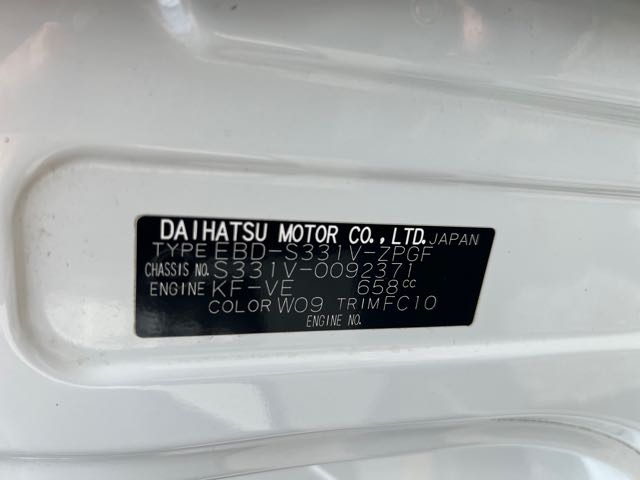 DAIHATSU MOTOR CO.,LTD. JAPAN
TYPE EBD-S331V-ZPGF
CHASSIS NO. S331V-0092371
ENGINE KF-VE 658cc
COLOR W09 TRIM FC10
ENGINE NO.